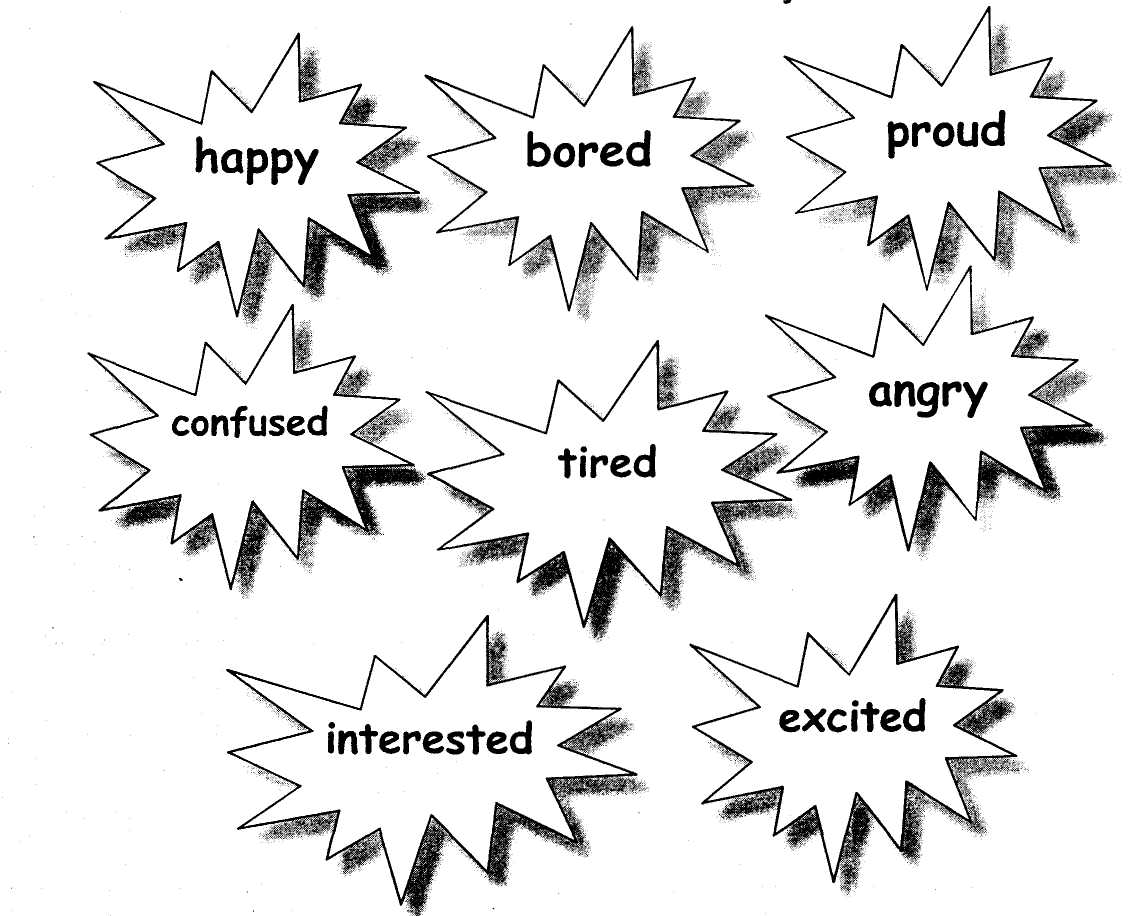 happy
bored
proud
confused
tired
angry
interested
excited